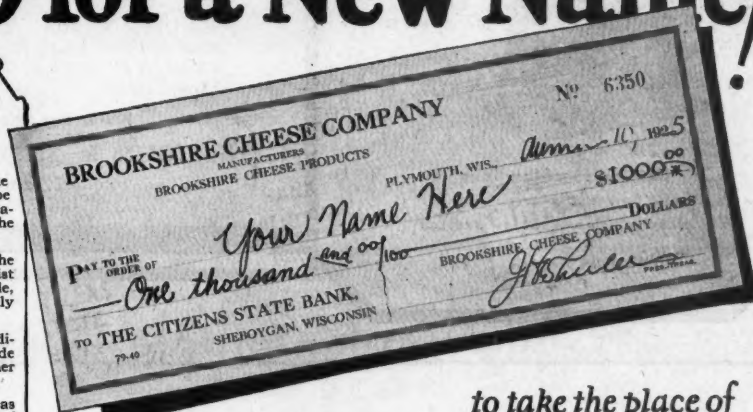 for a New Name!
BROOKSHIRE CHEESE COMPANY
Nº 6350
MANUFACTURERS
BROOKSHIRE CHEESE PRODUCTS
PLYMOUTH, WIS., 10, 1925
Your Name Here
$1000 00
PAY TO THE
ORDER OF
One thousand and 00/100 DOLLARS
TO THE CITIZENS STATE BANK,
SHEBOYGAN, WISCONSIN
BROOKSHIRE CHEESE COMPANY
79-40
to take the place of